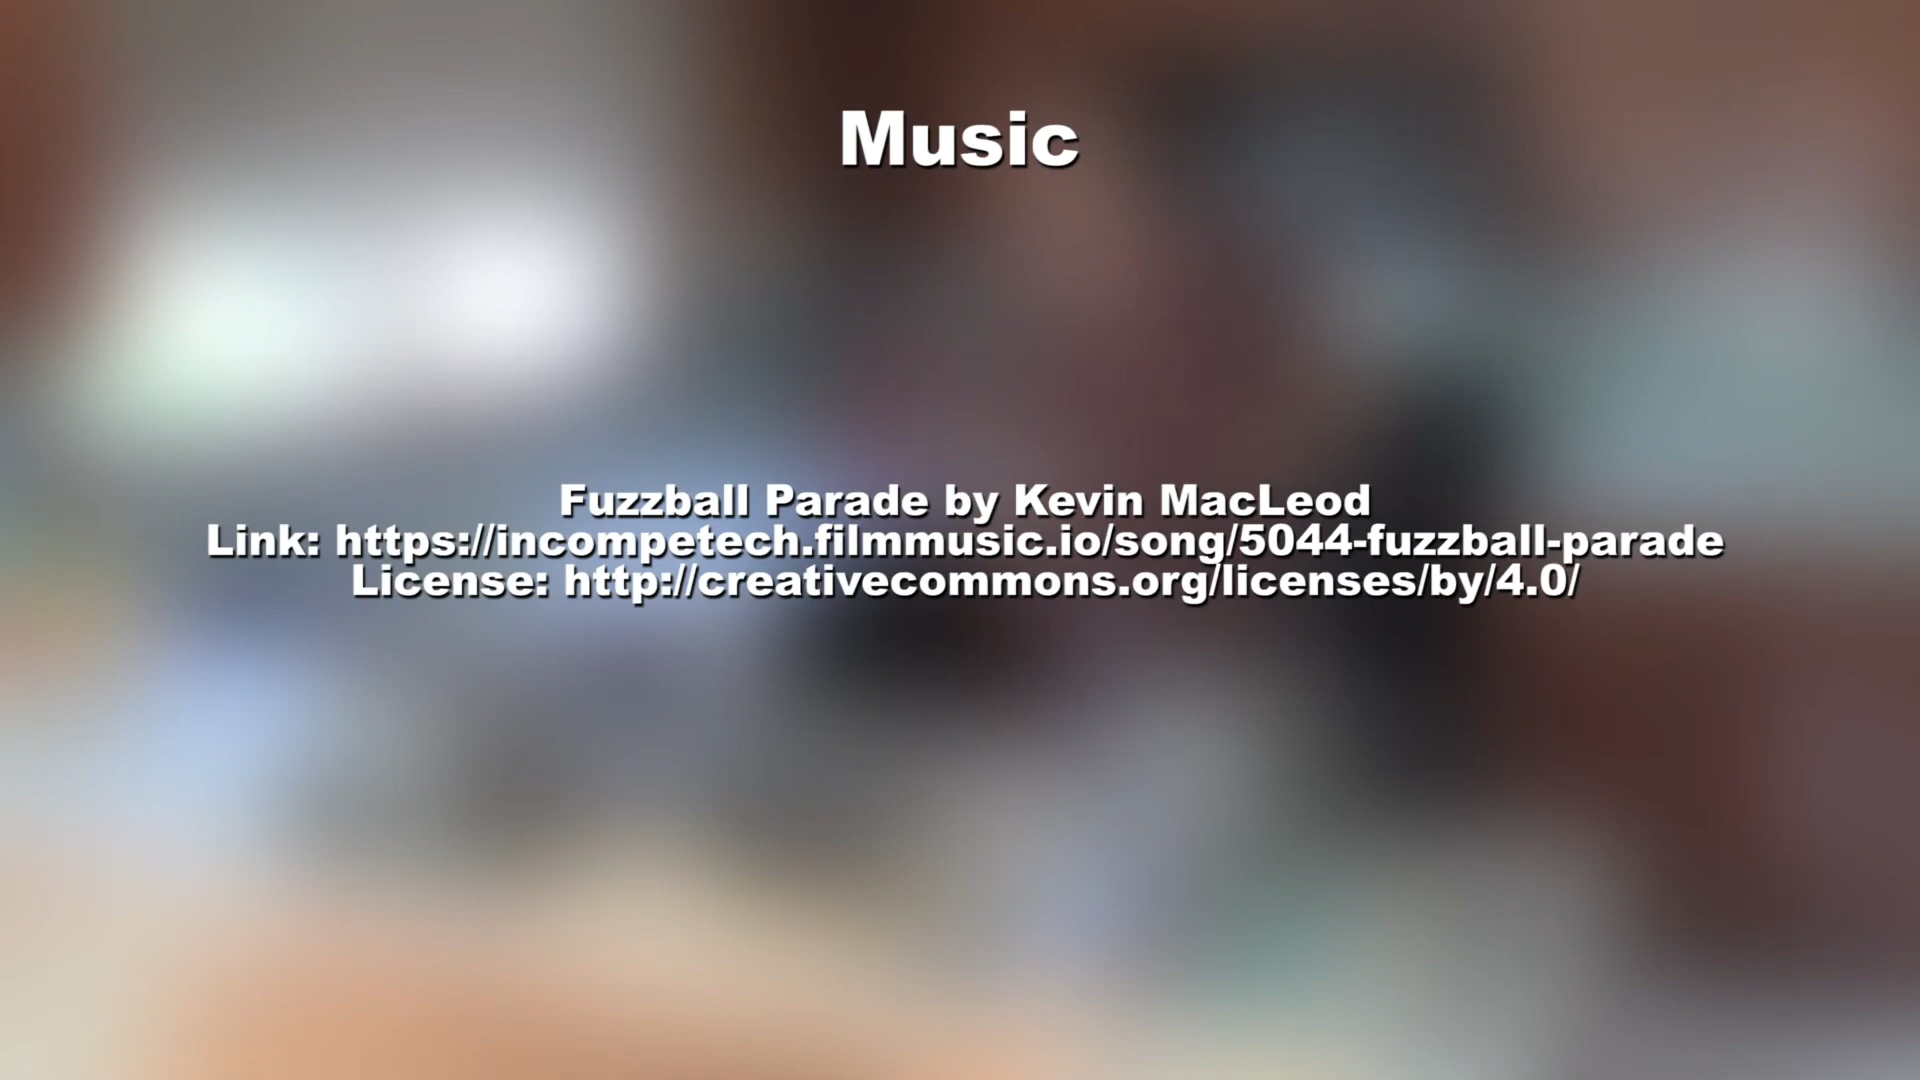 Music
Fuzzball Parade by Kevin MacLeod
Link: https://incompetech.filmmusic.io/song/5044-fuzzball-parade
License: http://creativecommons.org/licenses/by/4.0/